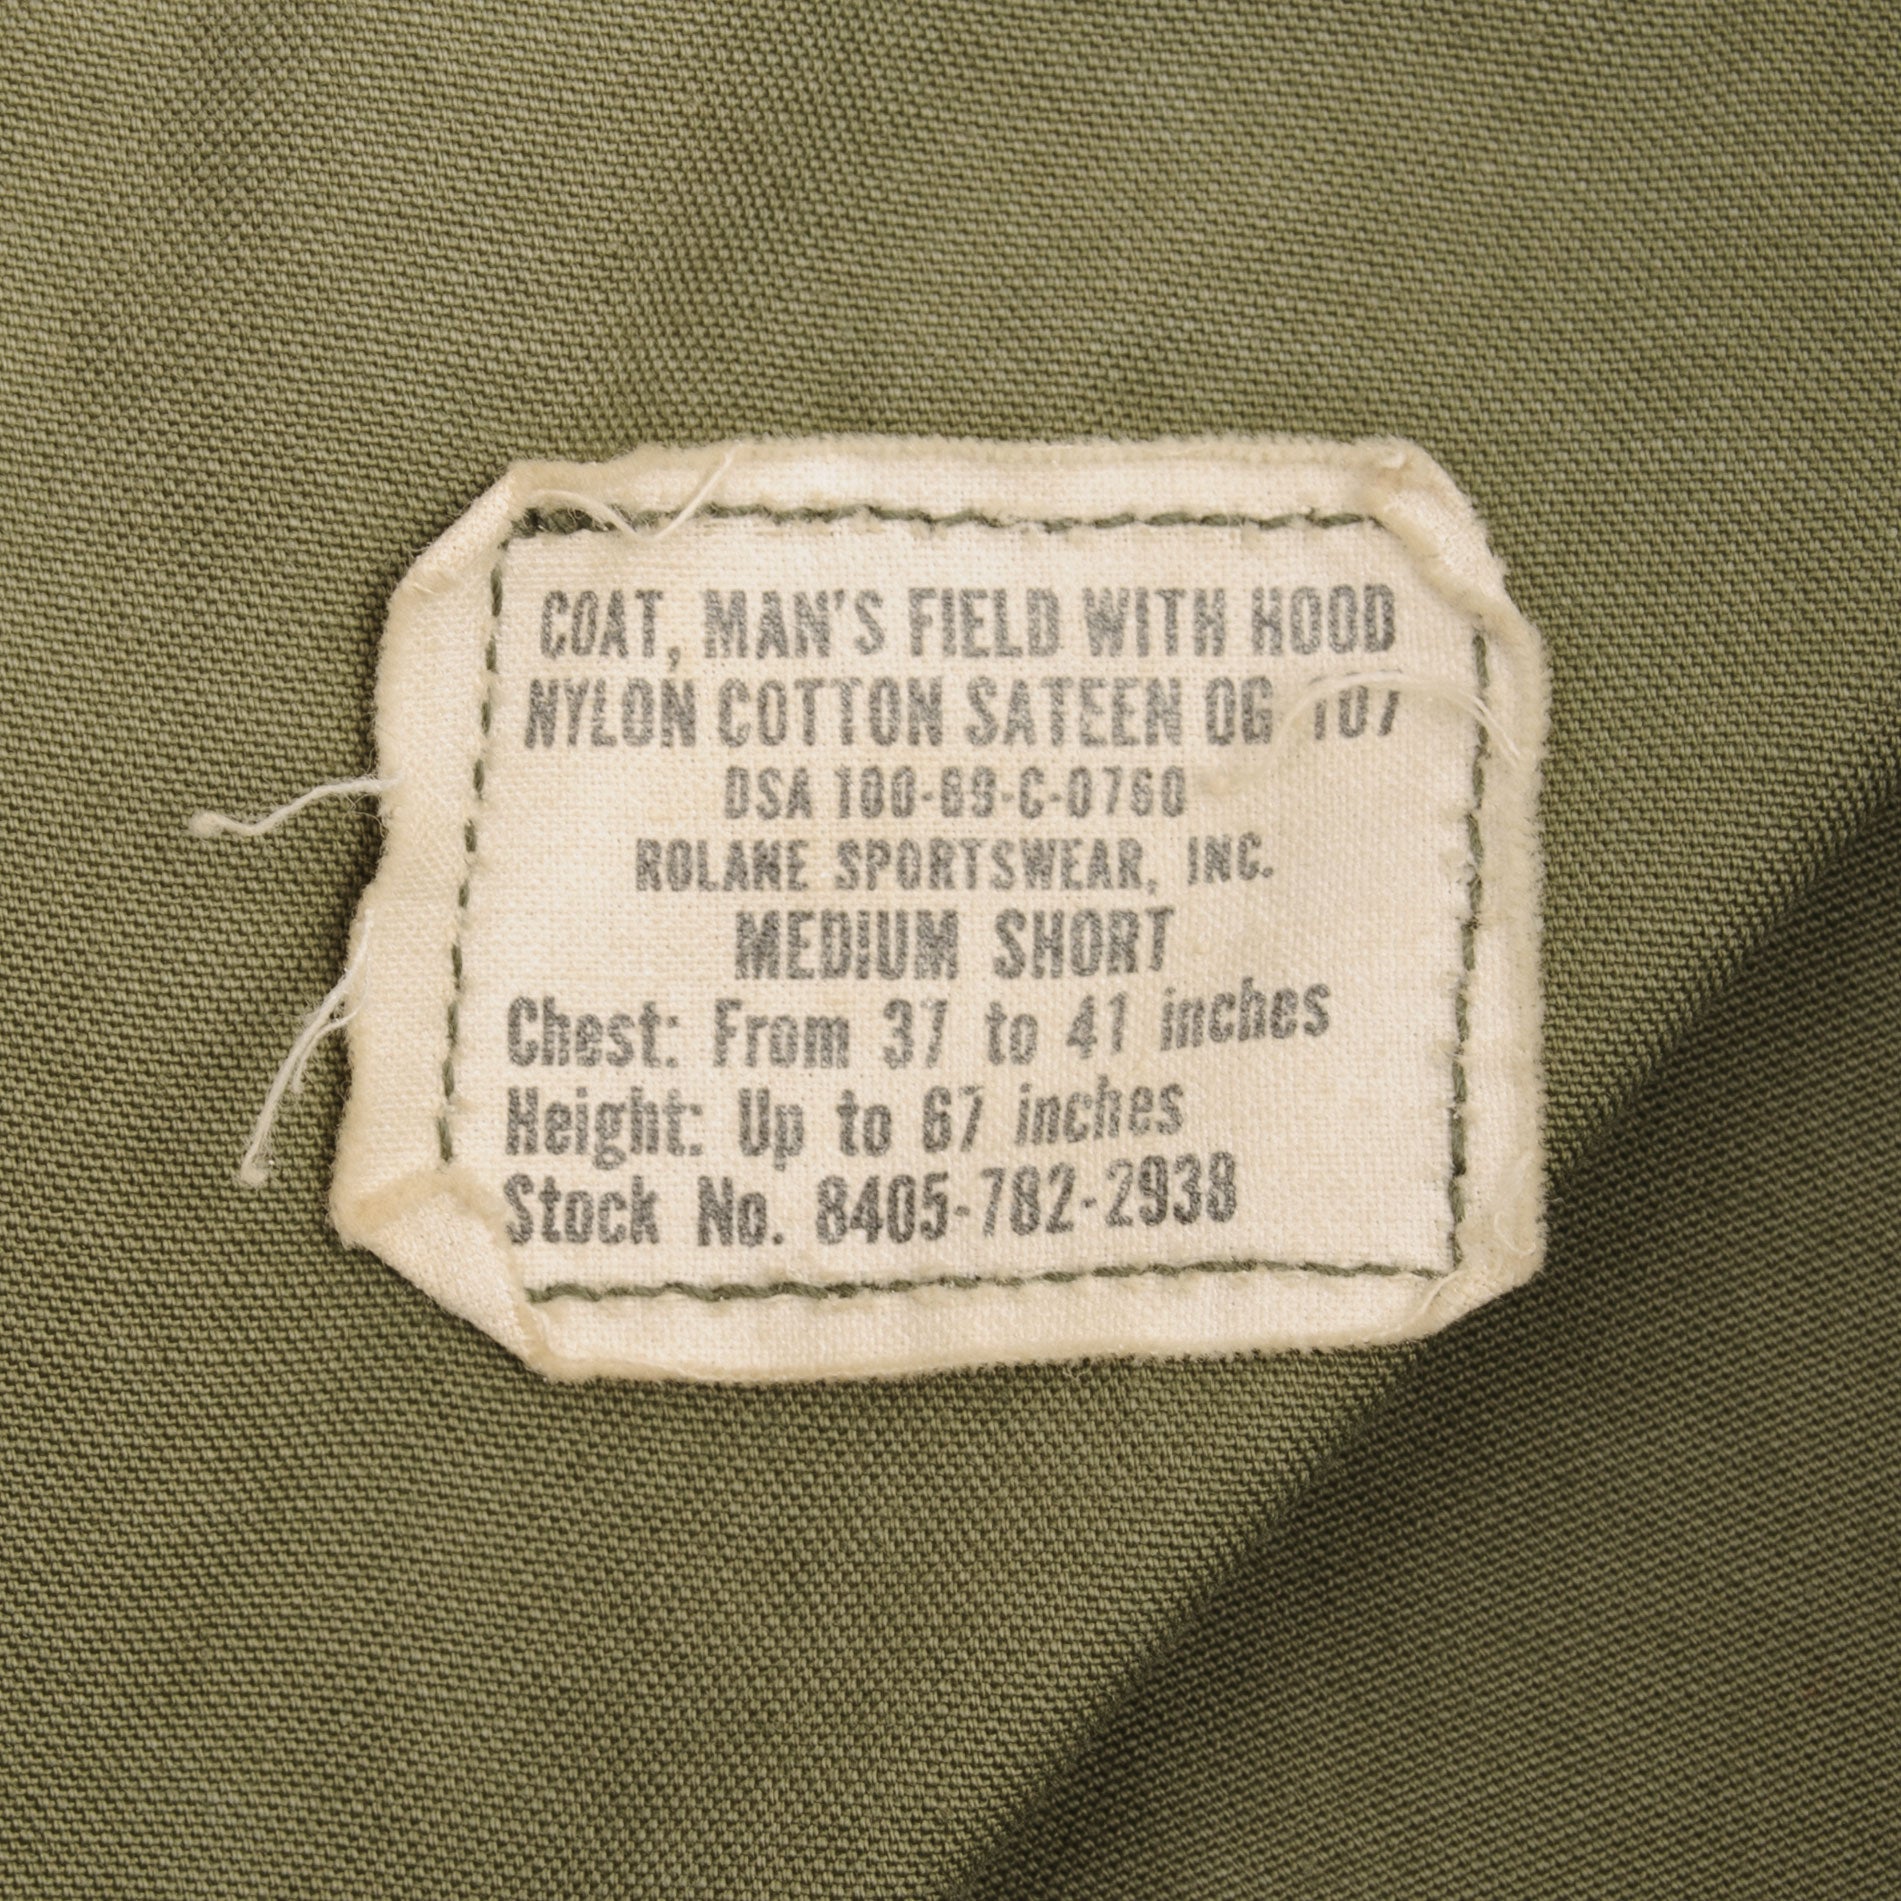 COAT, MAN'S FIELD WITH HOOD
NYLON COTTON SATEEN OG 107
DSA 100-69-C-0760
ROLANE SPORTSWEAR, INC.
MEDIUM SHORT
Chest: From 37 to 41 inches
Height: Up to 67 inches
Stock No. 8405-782-2938